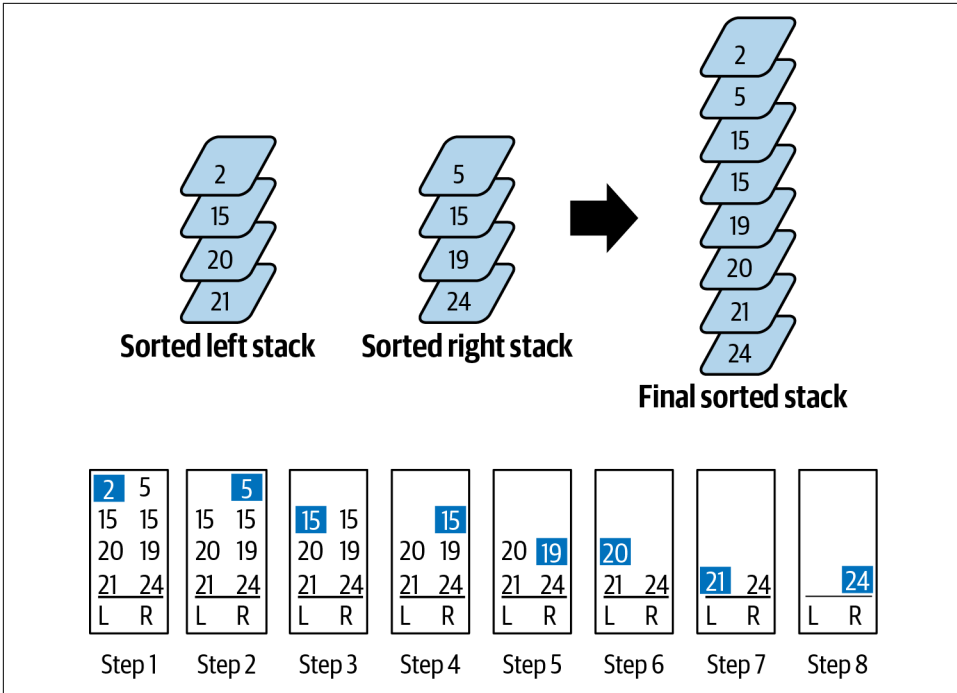 2
15
20
21
Sorted left stack
5
15
19
24
Sorted right stack
2
5
15
15
19
20
21
24
Final sorted stack
2 5
15 15
20 19
21 24
L R
Step 1
5
15 15
20 19
21 24
L R
Step 2
15 15
20 19
21 24
L R
Step 3
15
20 19
21 24
L R
Step 4
20 19
21 24
L R
Step 5
20
21 24
L R
Step 6
21 24
L R
Step 7
24
L R
Step 8